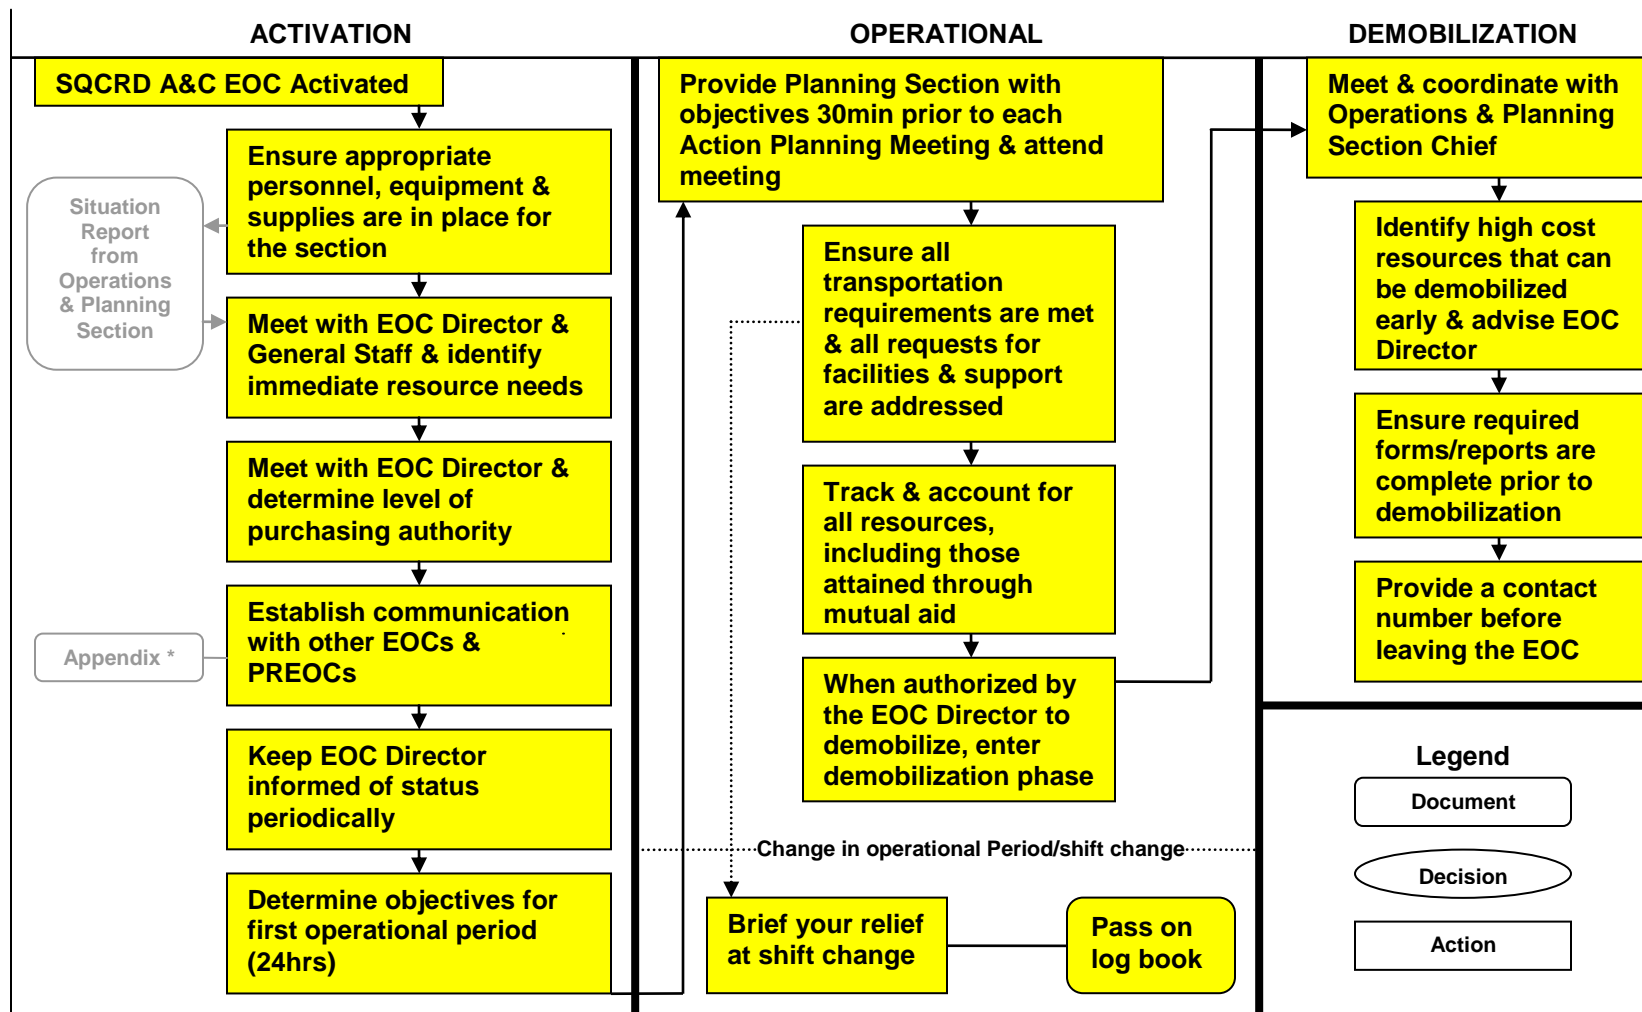 ACTIVATION
SQCRD A&C EOC Activated
Ensure appropriate
personnel, equipment &
supplies are in place for
the section
Situation
Report
from
Operations
& Planning
Section
Meet with EOC Director &
General Staff & identify
immediate resource needs
Meet with EOC Director &
determine level of
purchasing authority
Establish communication
with other EOCs &
PREOCs
Appendix *
Keep EOC Director
informed of status
periodically
Determine objectives for
first operational period
(24hrs)
OPERATIONAL
Provide Planning Section with
objectives 30min prior to each
Action Planning Meeting & attend
meeting
Ensure all
transportation
requirements are met
& all requests for
facilities & support
are addressed
Track & account for
all resources,
including those
attained through
mutual aid
When authorized by
the EOC Director to
demobilize, enter
demobilization phase
Change in operational Period/shift change
Brief your relief
at shift change
Pass on
log book
DEMOBILIZATION
Meet & coordinate with
Operations & Planning
Section Chief
Identify high cost
resources that can
be demobilized
early & advise EOC
Director
Ensure required
forms/reports are
complete prior to
demobilization
Provide a contact
number before
leaving the EOC
Legend
Document
Decision
Action